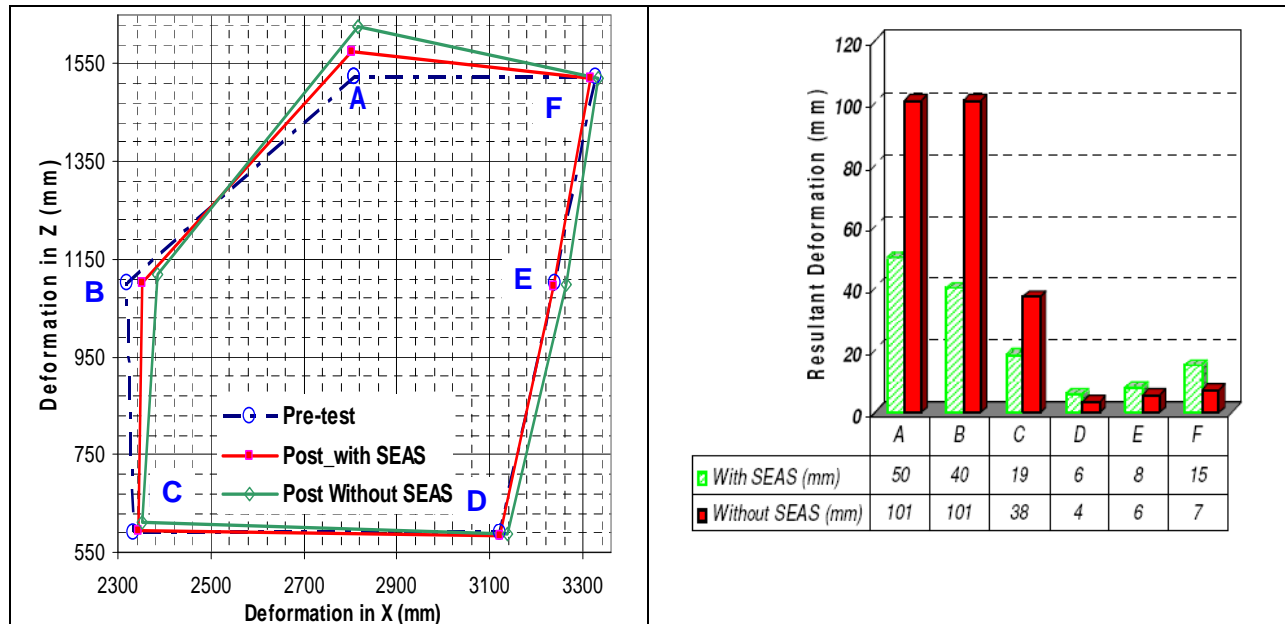 Deformation in Z (mm)
1550
1350
1150
950
750
550
A
F
B
E
C
D
Pre-test
Post_with SEAS
Post Without SEAS
2300 2500 2700 2900 3100 3300
Deformation in X (mm)
Resultant Deformation (mm)
120
100
80
60
40
20
0
A B C D E F
With SEAS (mm) 50 40 19 6 8 15
Without SEAS (mm) 101 101 38 4 6 7